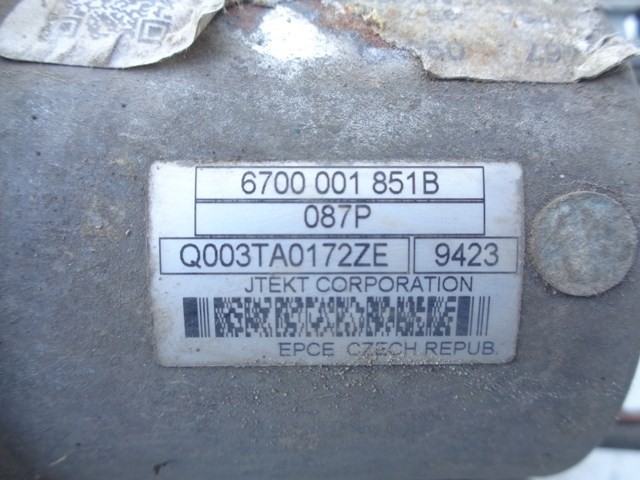 6700 001 851B
087P
Q003TA0172ZE 9423
JTEKT CORPORATION
EPCE CZECH REPUB.